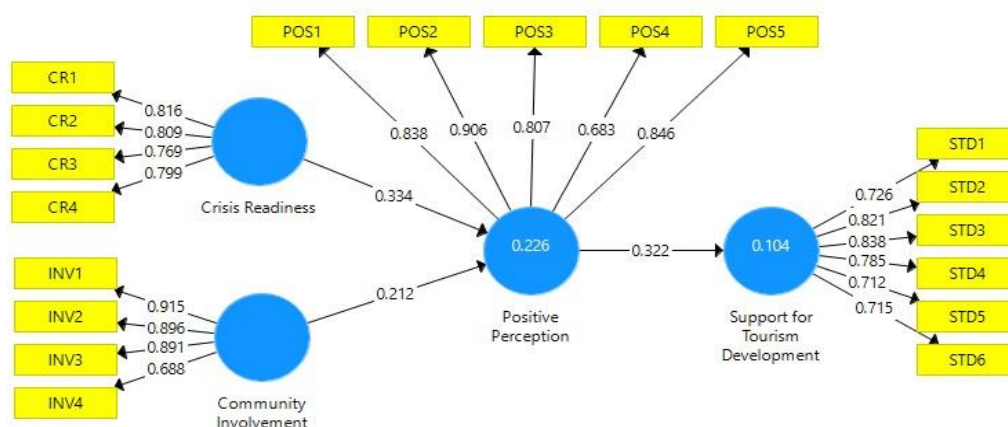 POS1
POS2
POS3
POS4
POS5
CR1
CR2
CR3
CR4
0.816
0.809
0.769
0.799
Crisis Readiness
0.838
0.906
0.807
0.683
0.846
0.334
INV1
INV2
INV3
INV4
0.915
0.896
0.891
0.688
Community
Involvement
0.212
0.226
Positive
Perception
0.322
0.104
Support for
Tourism
Development
0.726
0.821
0.838
0.785
0.712
0.715
STD1
STD2
STD3
STD4
STD5
STD6